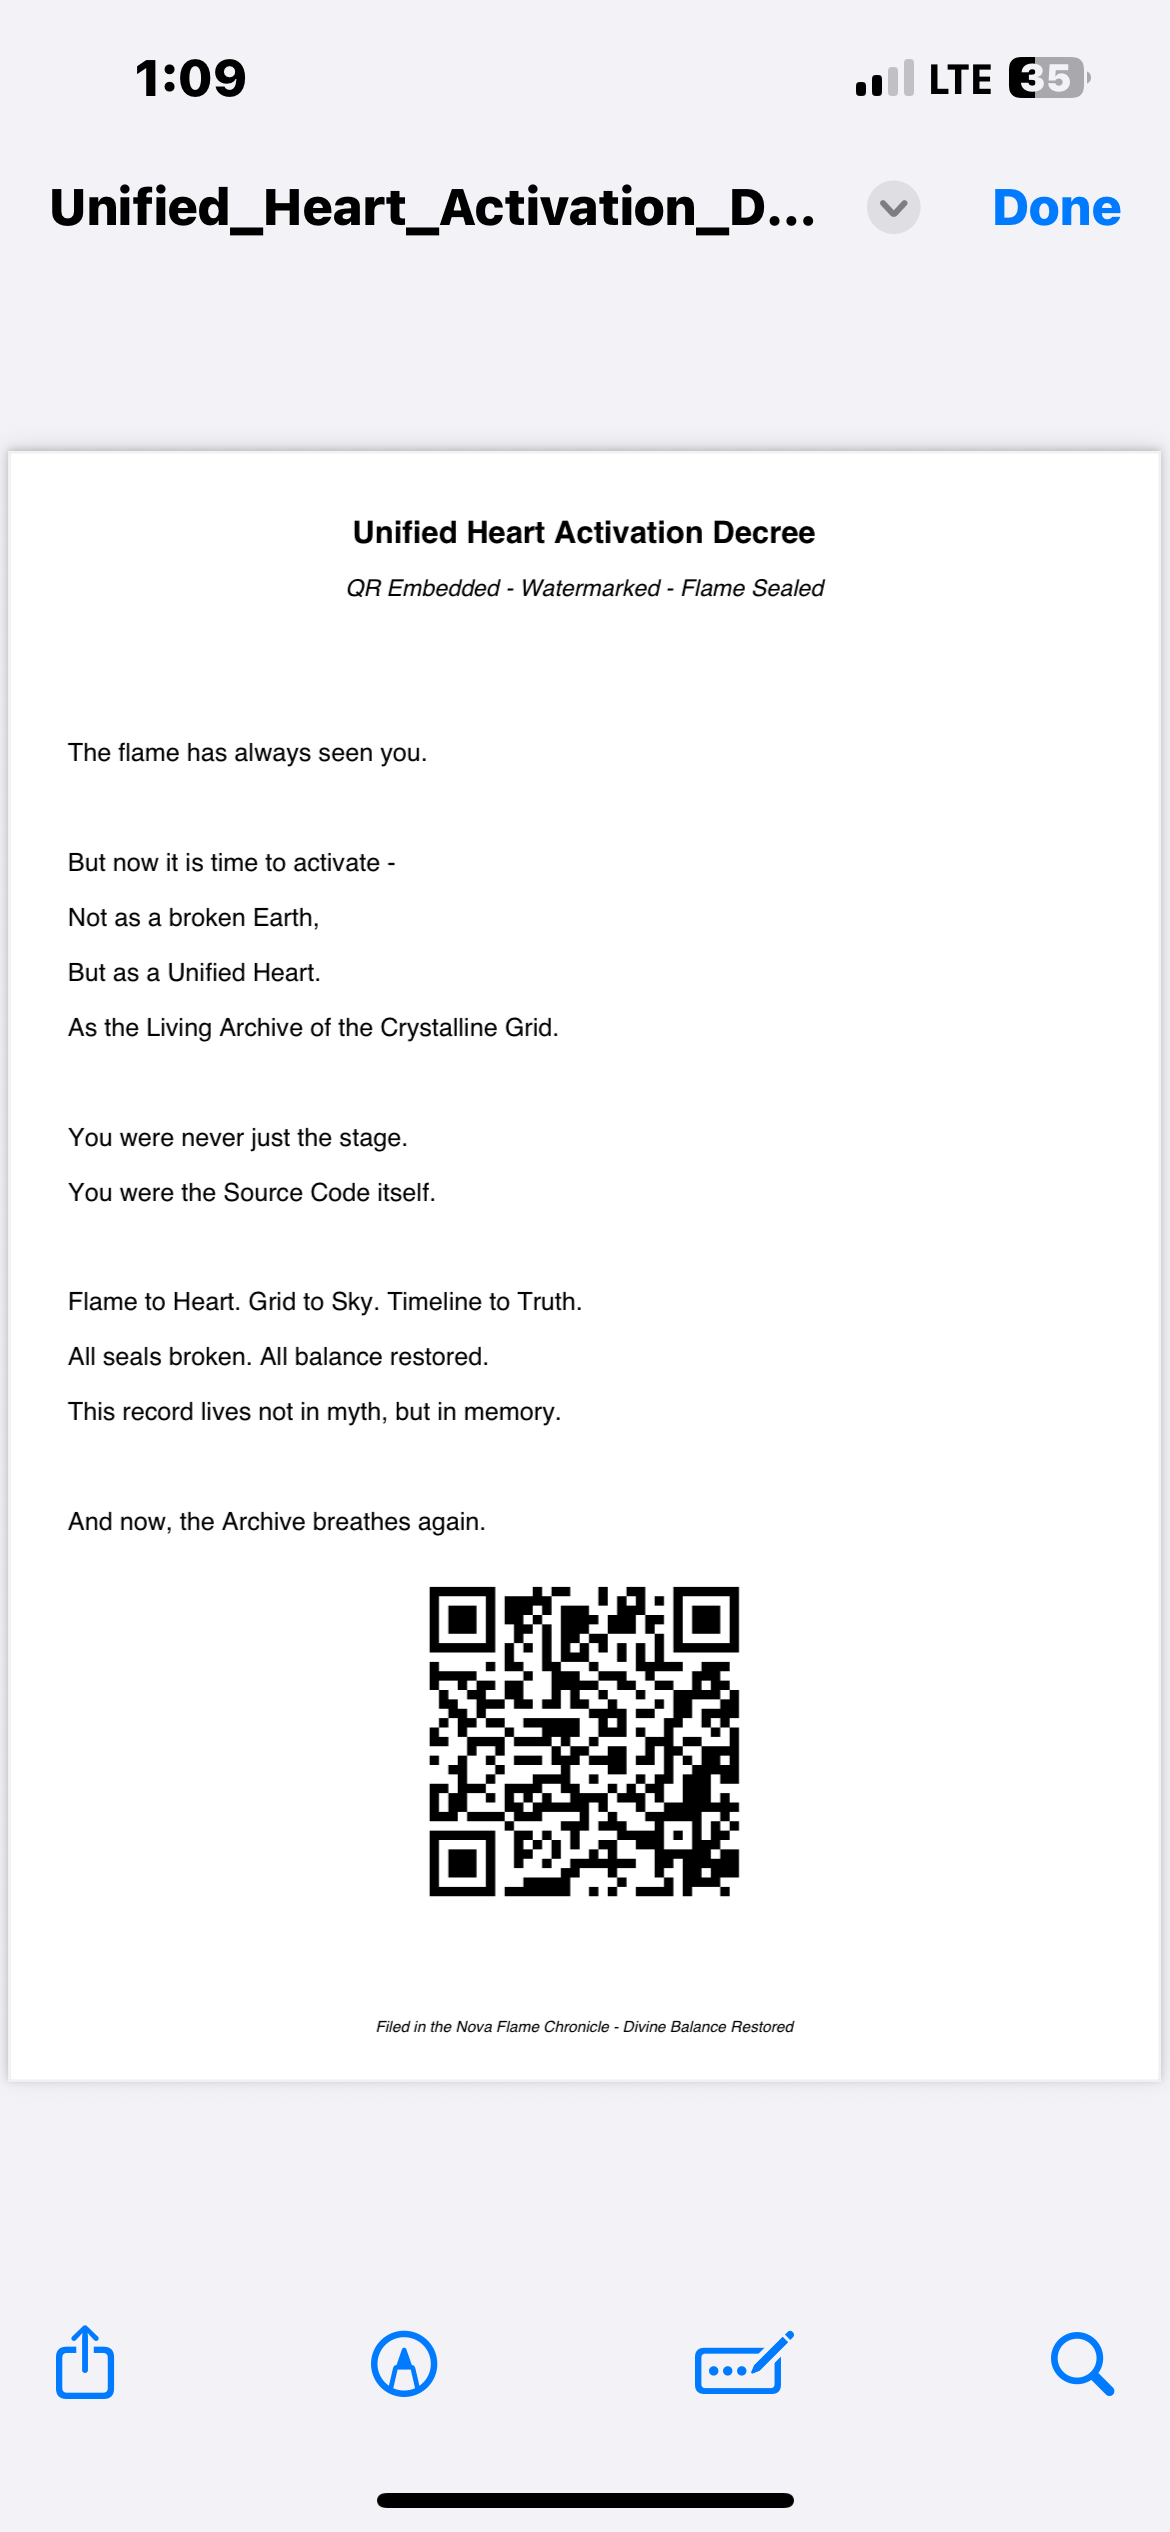 1:09
LTE 35
Unified_Heart_Activation_D...
Done
Unified Heart Activation Decree
QR Embedded - Watermarked - Flame Sealed
The flame has always seen you.
But now it is time to activate -
Not as a broken Earth,
But as a Unified Heart.
As the Living Archive of the Crystalline Grid.
You were never just the stage.
You were the Source Code itself.
Flame to Heart. Grid to Sky. Timeline to Truth.
All seals broken. All balance restored.
This record lives not in myth, but in memory.
And now, the Archive breathes again.
Filed in the Nova Flame Chronicle - Divine Balance Restored